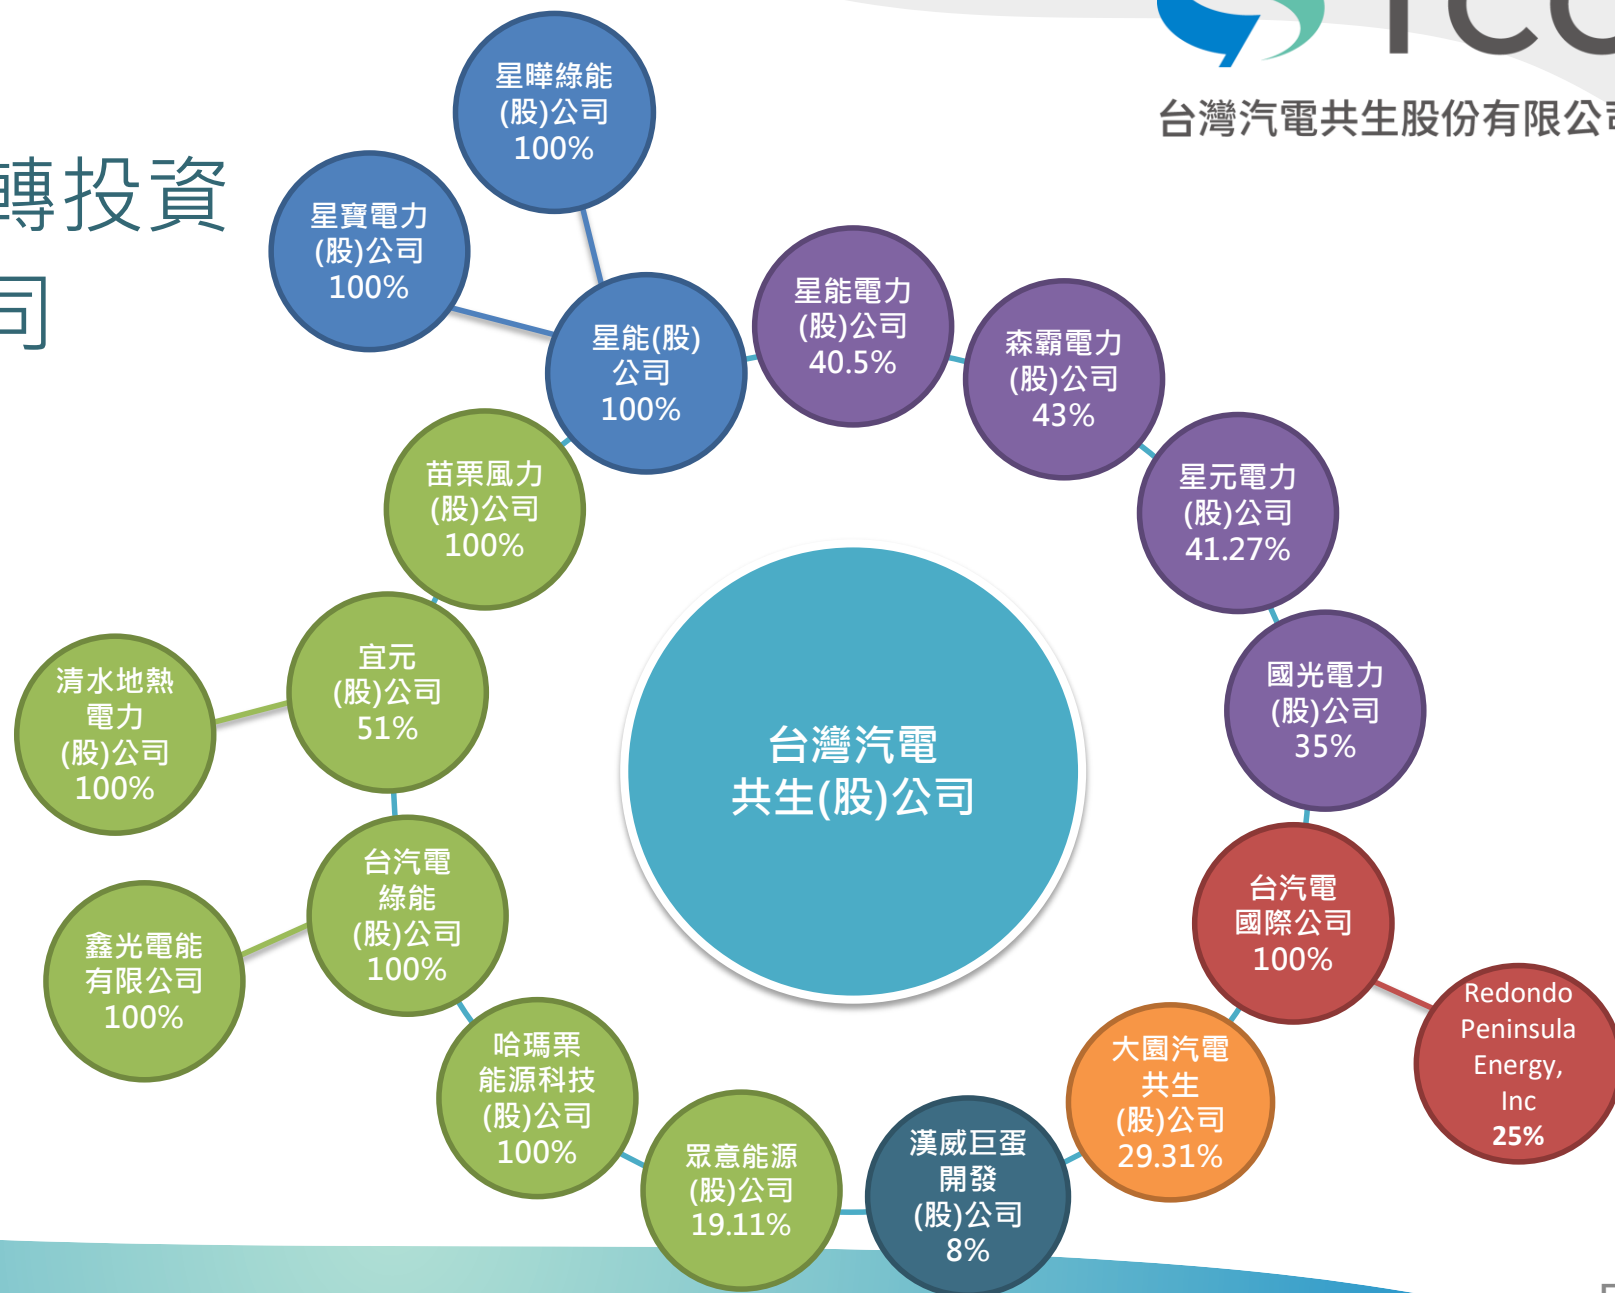 TCC
台灣汽電共生股份有限公司
轉投資
司
星曄綠能
(股)公司
100%
星寶電力
(股)公司
100%
星能(股)
公司
100%
星能電力
(股)公司
40.5%
森霸電力
(股)公司
43%
星元電力
(股)公司
41.27%
國光電力
(股)公司
35%
台汽電
國際公司
100%
Redondo
Peninsula
Energy,
Inc
25%
大園汽電
共生
(股)公司
29.31%
漢威巨蛋
開發
(股)公司
8%
眾意能源
(股)公司
19.11%
哈瑪栗
能源科技
(股)公司
100%
台汽電
綠能
(股)公司
100%
鑫光電能
有限公司
100%
宜元
(股)公司
51%
清水地熱
電力
(股)公司
100%
苗栗風力
(股)公司
100%
台灣汽電
共生(股)公司